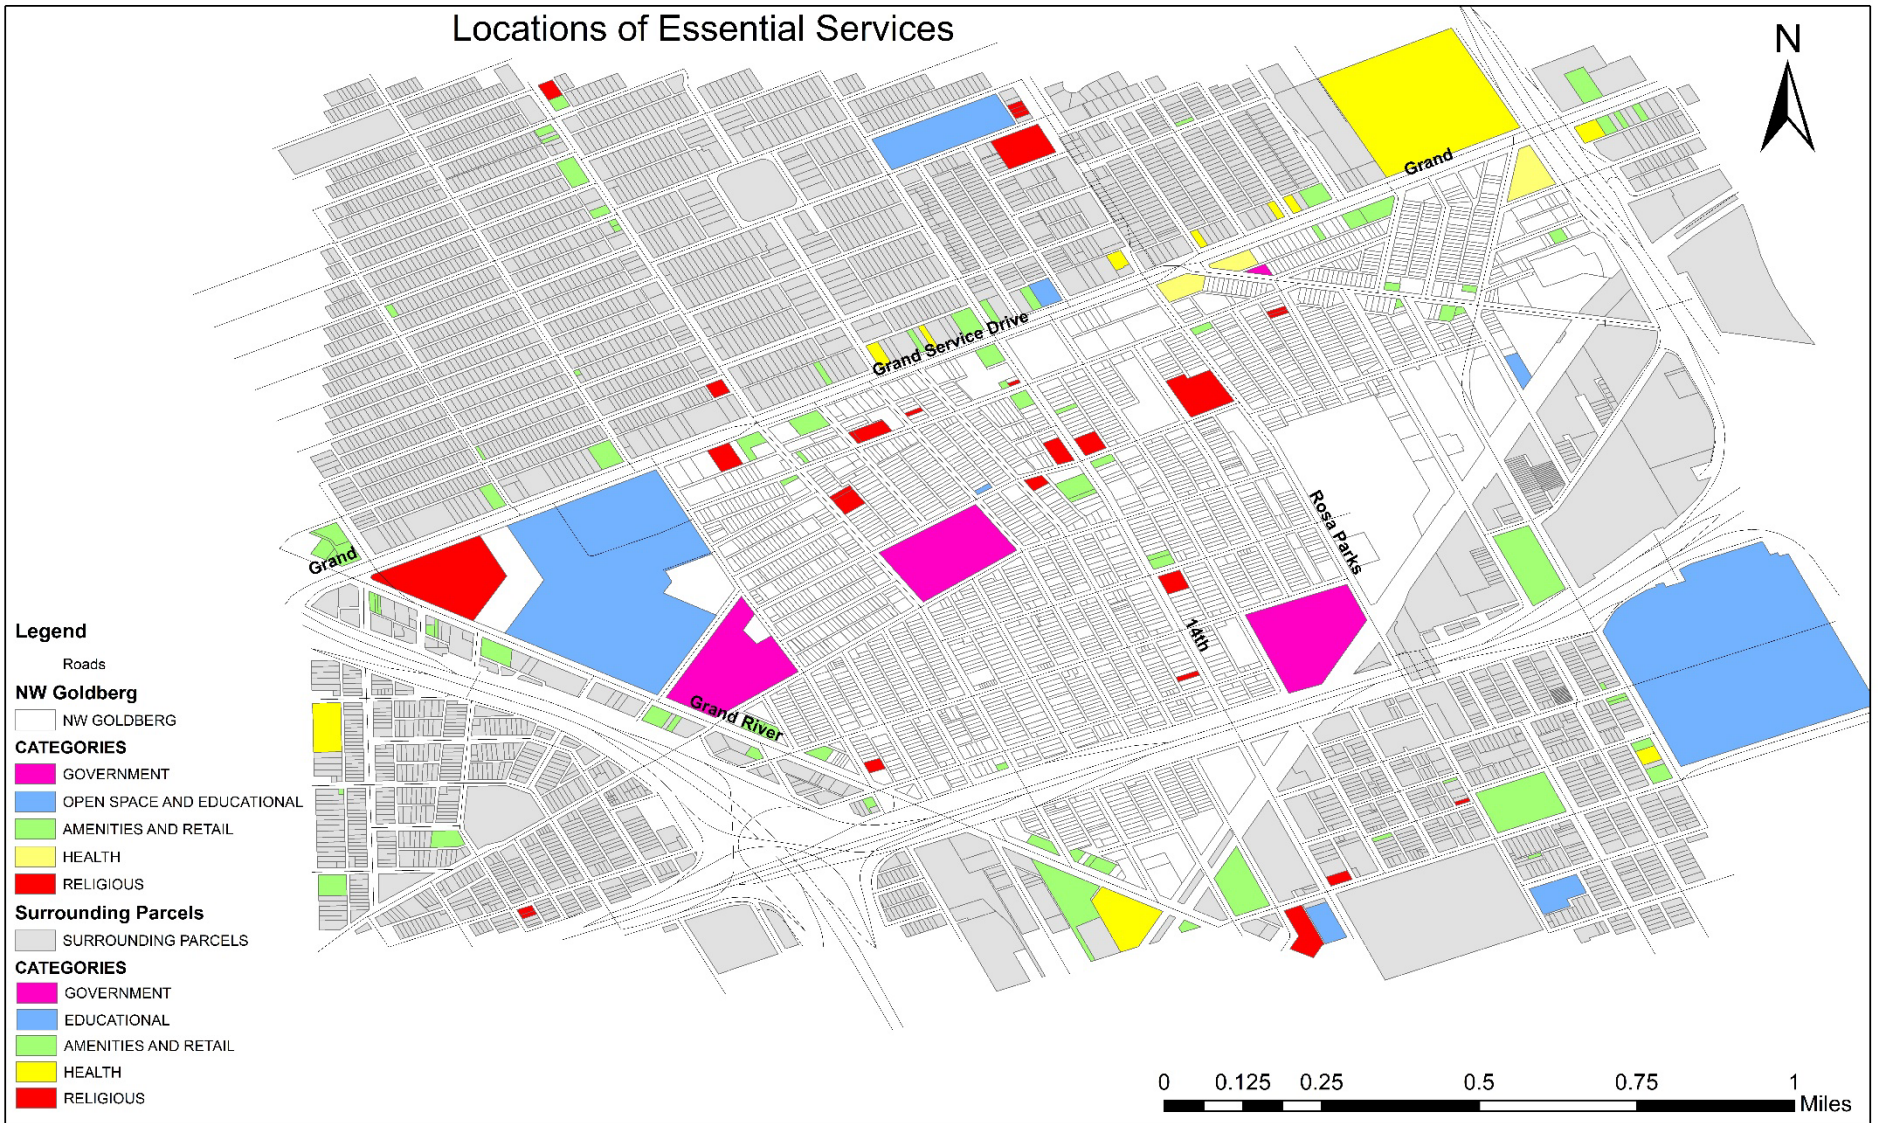 Locations of Essential Services
N
Grand
Grand Service Drive
Rosa Parks
Grand
14th
Grand River
Legend
Roads
NW Goldberg
NW GOLDBERG
CATEGORIES
GOVERNMENT
OPEN SPACE AND EDUCATIONAL
AMENITIES AND RETAIL
HEALTH
RELIGIOUS
Surrounding Parcels
SURROUNDING PARCELS
CATEGORIES
GOVERNMENT
EDUCATIONAL
AMENITIES AND RETAIL
HEALTH
RELIGIOUS
0 0.125 0.25 0.5 0.75 1
Miles